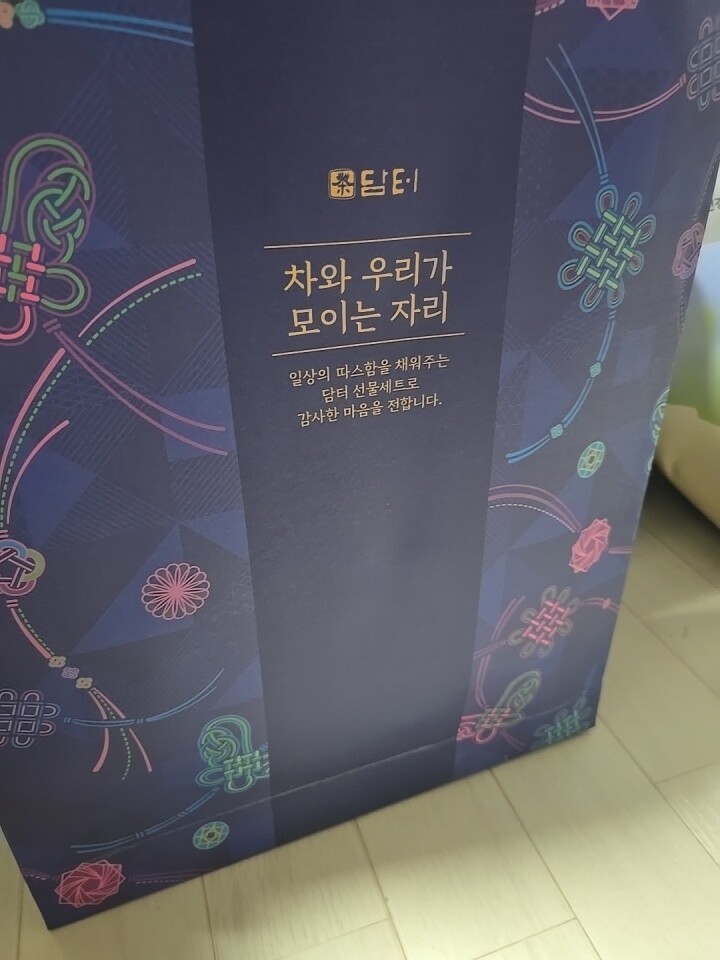 茶 담터
차와 우리가
모이는 자리
일상의 따스함을 채워주는
담터 선물세트로
감사한 마음을 전합니다.